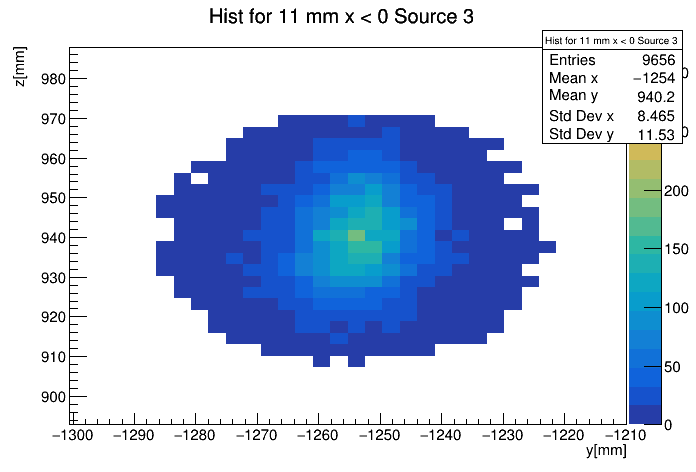 Hist for 11 mm x < 0 Source 3
z[mm]
Hist for 11 mm x < 0 Source 3
Entries 9656
Mean x −1254
Mean y 940.2
Std Dev x 8.465
Std Dev y 11.53
980
970
960
950
940
930
920
910
900
0
0
200
150
100
50
0
−1300 −1290 −1280 −1270 −1260 −1250 −1240 −1230 −1220 −1210
y[mm]